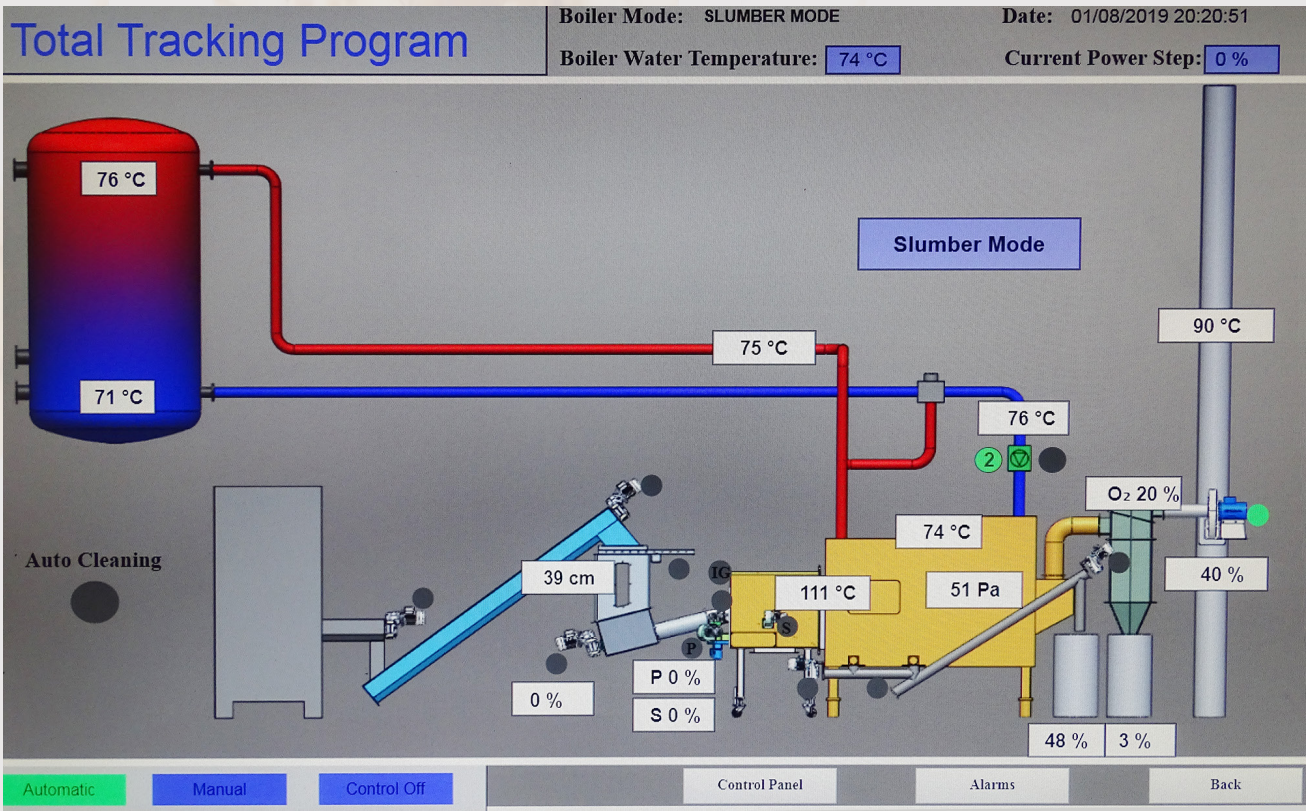 Total Tracking Program
Boiler Mode: SLUMBER MODE
Date: 01/08/2019 20:20:51
Boiler Water Temperature: 74 °C
Current Power Step: 0 %
76 °C
Slumber Mode
90 °C
75 °C
71 °C
76 °C
2
O₂ 20 %
74 °C
Auto Cleaning
39 cm
IG
111 °C
51 Pa
40 %
S
P
P 0 %
0 %
S 0 %
48 %
3 %
Automatic
Manual
Control Off
Control Panel
Alarms
Back